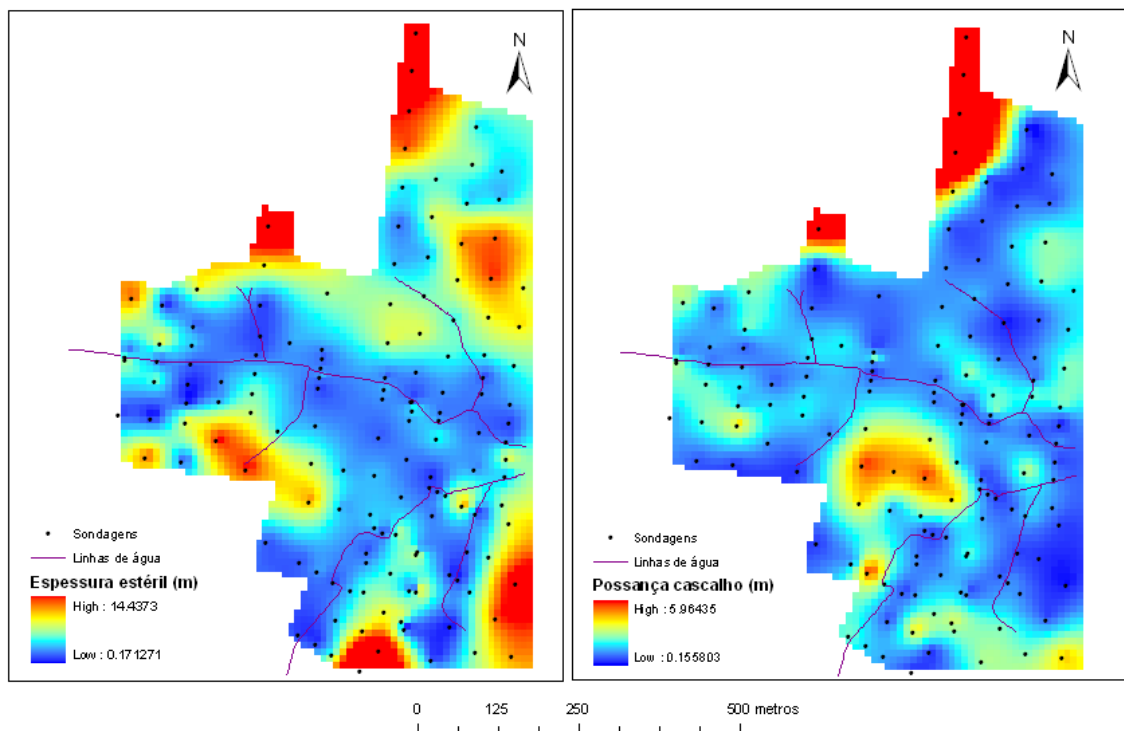 N
Sondagens
Linhas de água
Espessura estéril (m)
High : 14.4373
Low : 0.171271
N
Sondagens
Linhas de água
Possança cascalho (m)
High : 5.96435
Low : 0.155803
0 125 250 500 metros